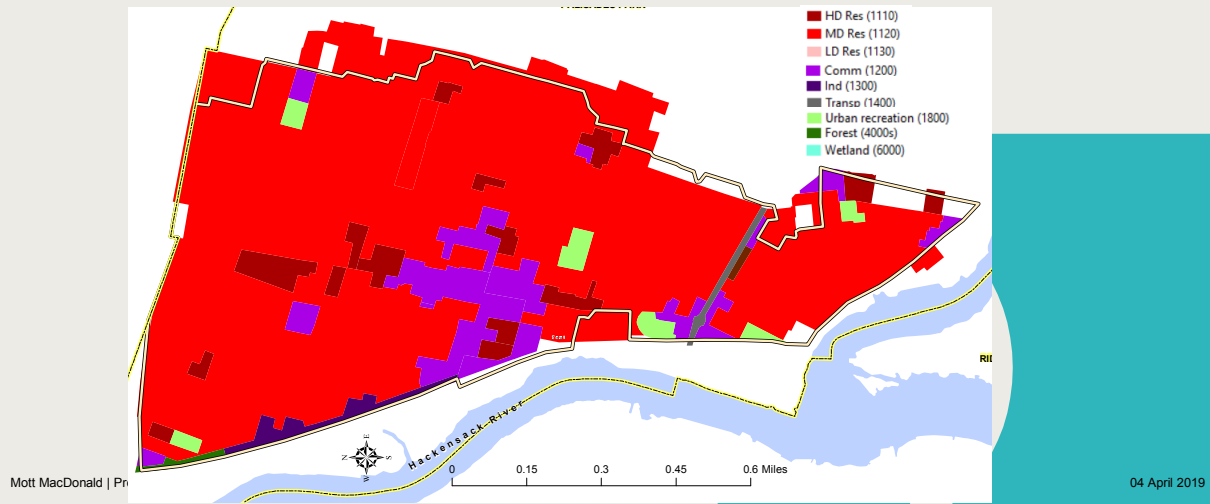 HD Res (1110)
MD Res (1120)
LD Res (1130)
Comm (1200)
Ind (1300)
Transp (1400)
Urban recreation (1800)
Forest (4000s)
Wetland (6000)
Hackensack River
N E S W
0 0.15 0.3 0.45 0.6 Miles
Mott MacDonald |
04 April 2019